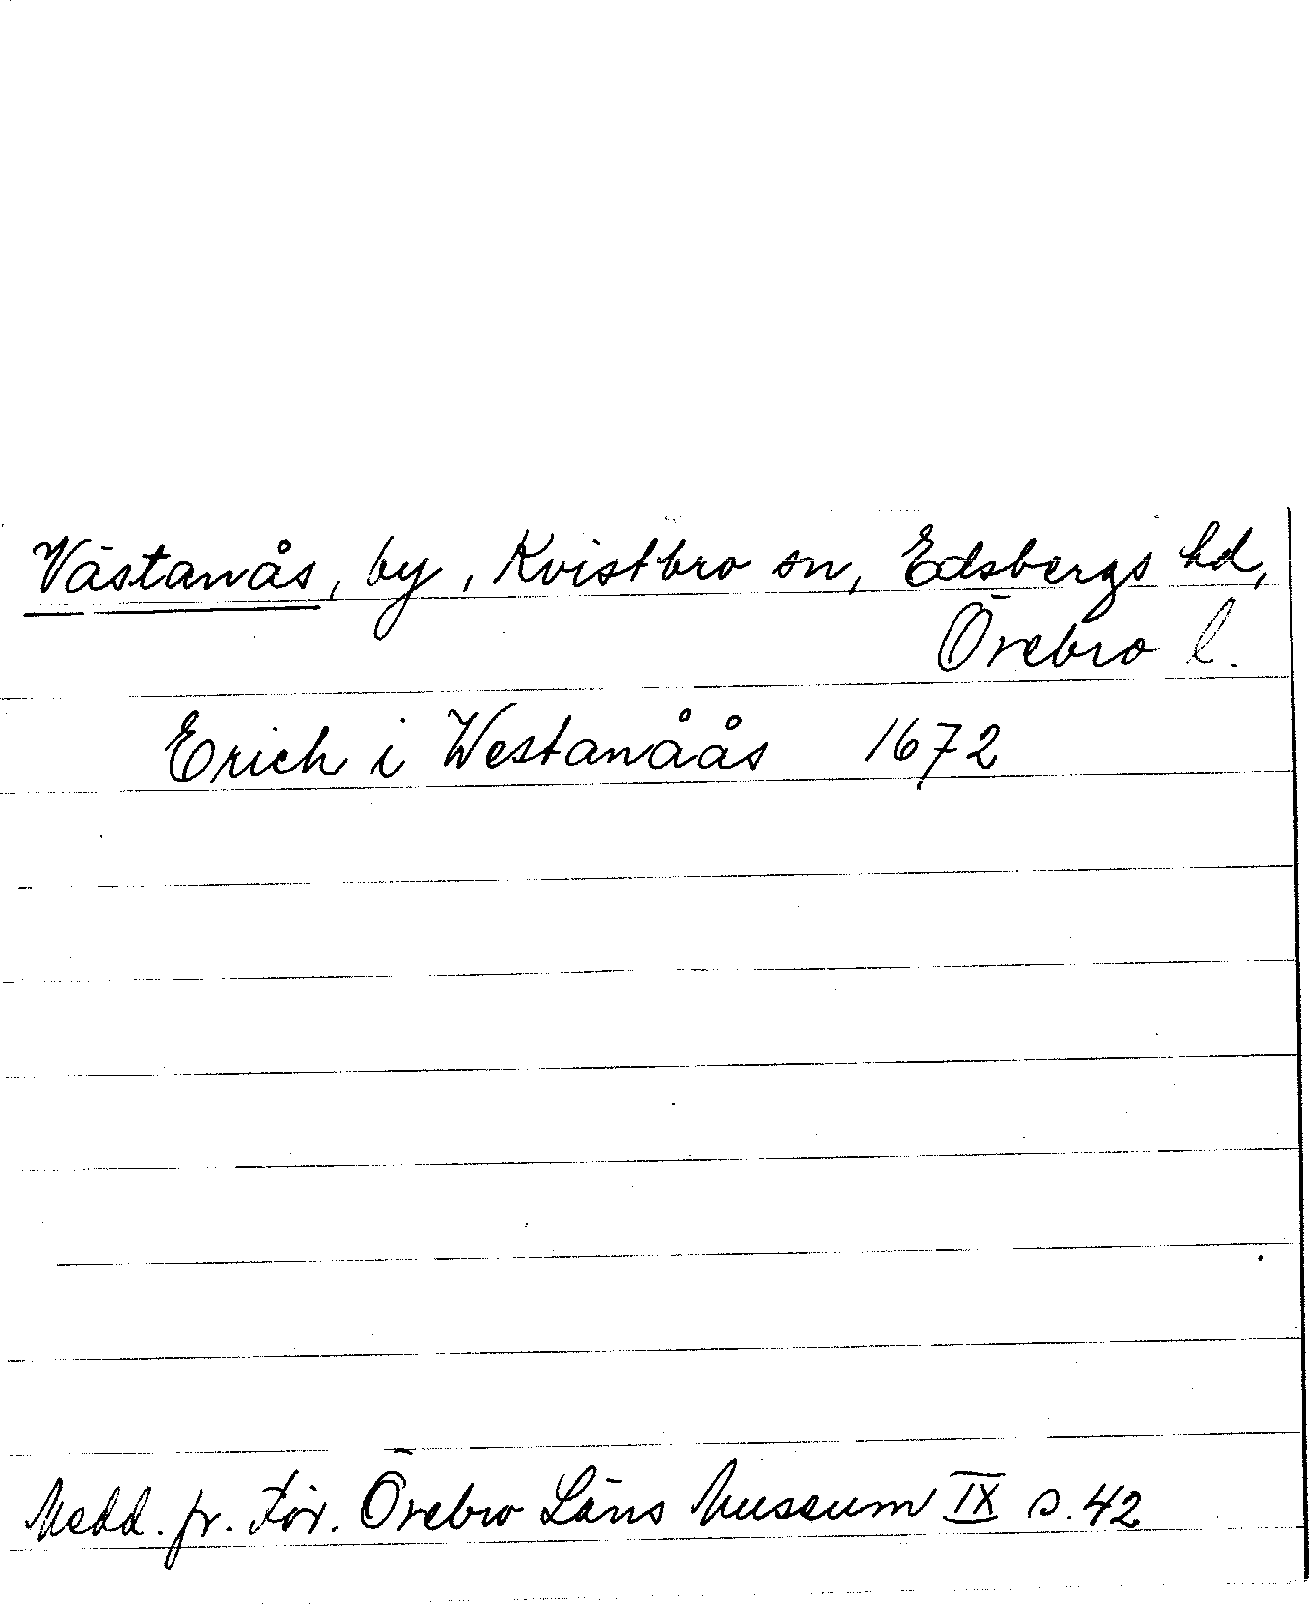 Västanås, by, Kvistbro sn, Edsbergs hd,
Örebro l.
Erich i Westanåås 1672
Medd. fr. För. Örebro Läns Museum IX s. 42